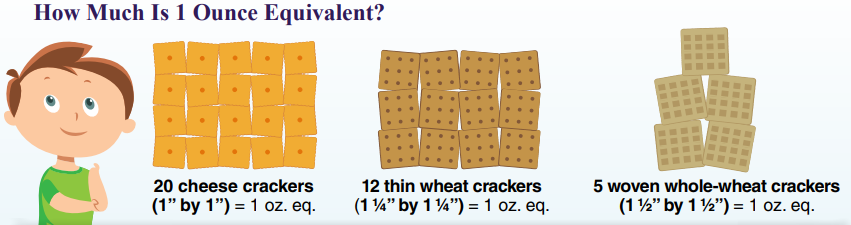 How Much Is 1 Ounce Equivalent?
20 cheese crackers
(1” by 1”) = 1 oz. eq.
12 thin wheat crackers
(1 ¼” by 1 ¼”) = 1 oz. eq.
5 woven whole-wheat crackers
(1 ½” by 1 ½”) = 1 oz. eq.